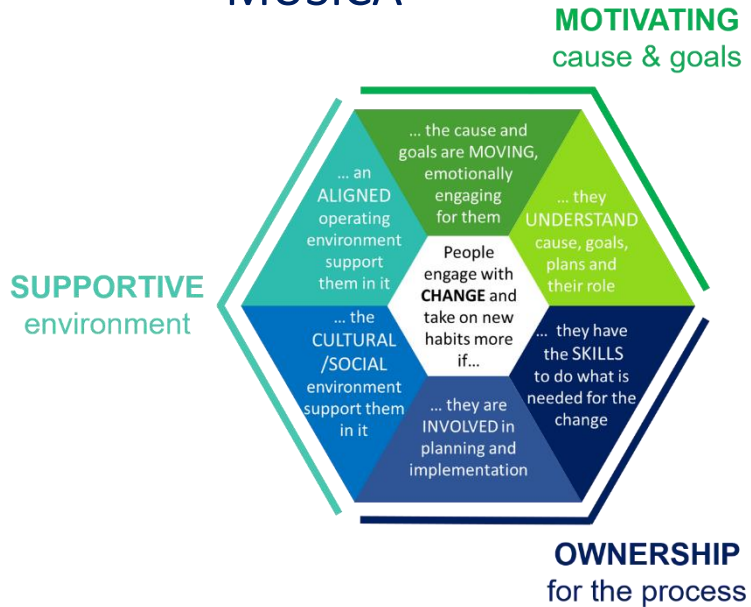 MUSICA
MOTIVATING
cause & goals
... the cause and
goals are MOVING,
emotionally
engaging
for them
... they
UNDERSTAND
cause, goals,
plans and
their role
... they have
the SKILLS
to do what is
needed for the
change
... they are
INVOLVED in
planning and
implementation
... the
CULTURAL
/SOCIAL
environment
support them
in it
... an
ALIGNED
operating
environment
support
them in it
People
engage with
CHANGE and
take on new
habits more
if...
SUPPORTIVE
environment
OWNERSHIP
for the process